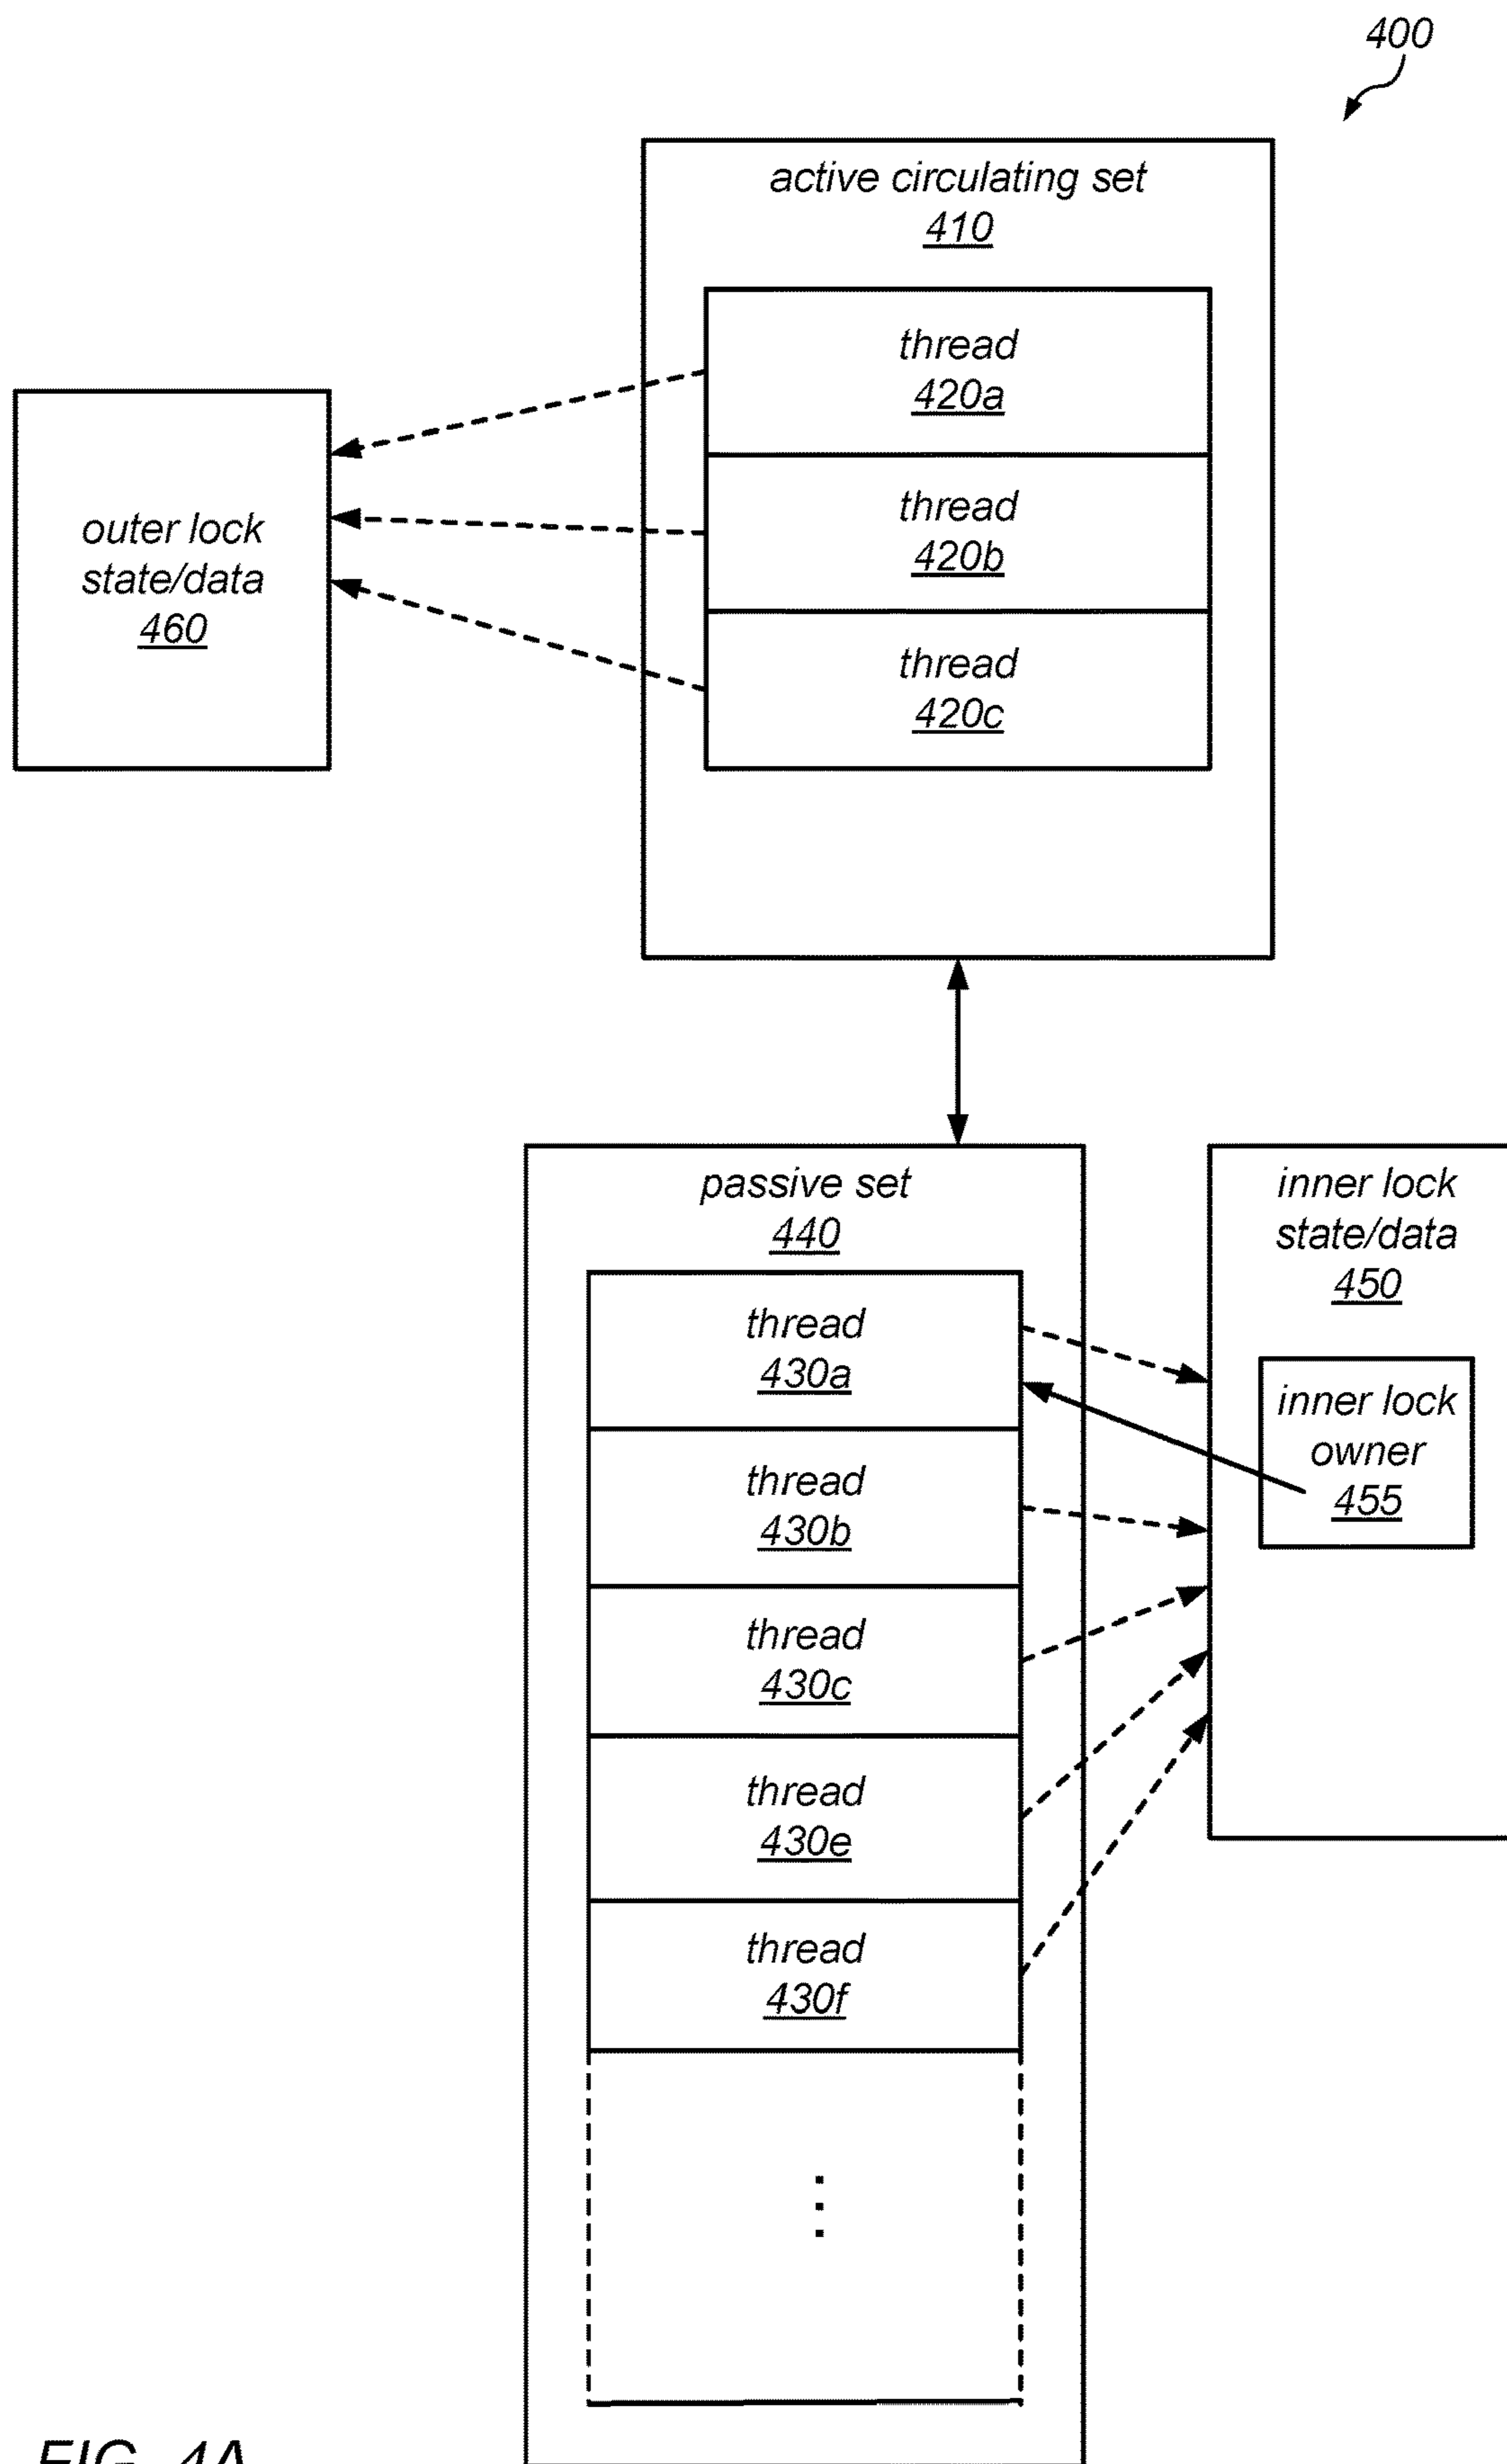 400
active circulating set
410
thread
420a
thread
420b
thread
420c
outer lock
state/data
460
passive set
440
thread
430a
thread
430b
thread
430c
thread
430e
thread
430f
inner lock
state/data
450
inner lock
owner
455
FIG. 4A